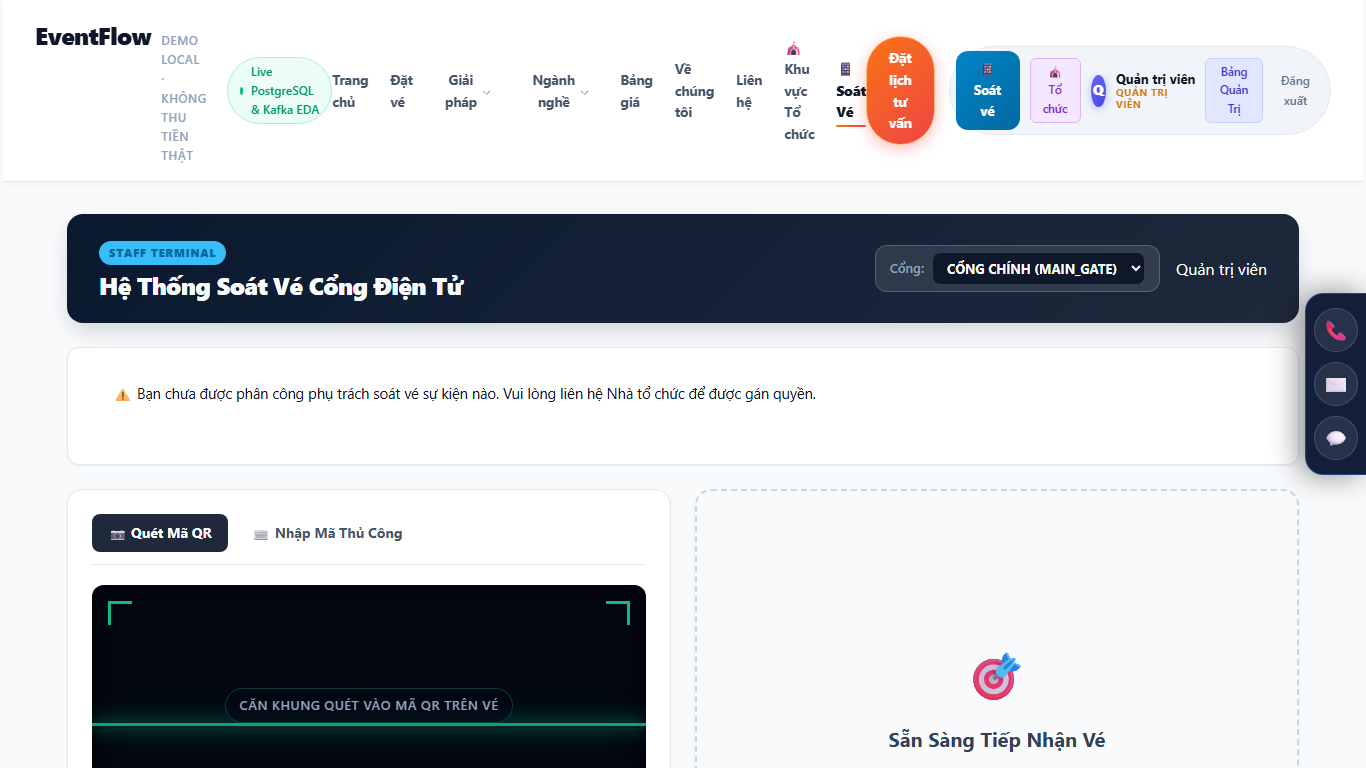 EventFlow
DEMO
LOCAL
·
KHÔNG
THU
TIỀN
THẬT
Live
PostgreSQL
& Kafka EDA
Trang
chủ
Đặt
vé
Giải
pháp
Ngành
nghề
Bảng
giá
Về
chúng
tôi
Liên
hệ
Khu
vực
Tổ
chức
Soát
Vé
Đặt
lịch
tư
vấn
Soát
vé
Tổ
chức
Q
Quản trị viên
QUẢN TRỊ
VIÊN
Bảng
Quản
Trị
Đăng
xuất
STAFF TERMINAL
Hệ Thống Soát Vé Cổng Điện Tử
Cổng:
CỔNG CHÍNH (MAIN_GATE)
Quản trị viên
Bạn chưa được phân công phụ trách soát vé sự kiện nào. Vui lòng liên hệ Nhà tổ chức để được gán quyền.
Quét Mã QR
Nhập Mã Thủ Công
CĂN KHUNG QUÉT VÀO MÃ QR TRÊN VÉ
Sẵn Sàng Tiếp Nhận Vé